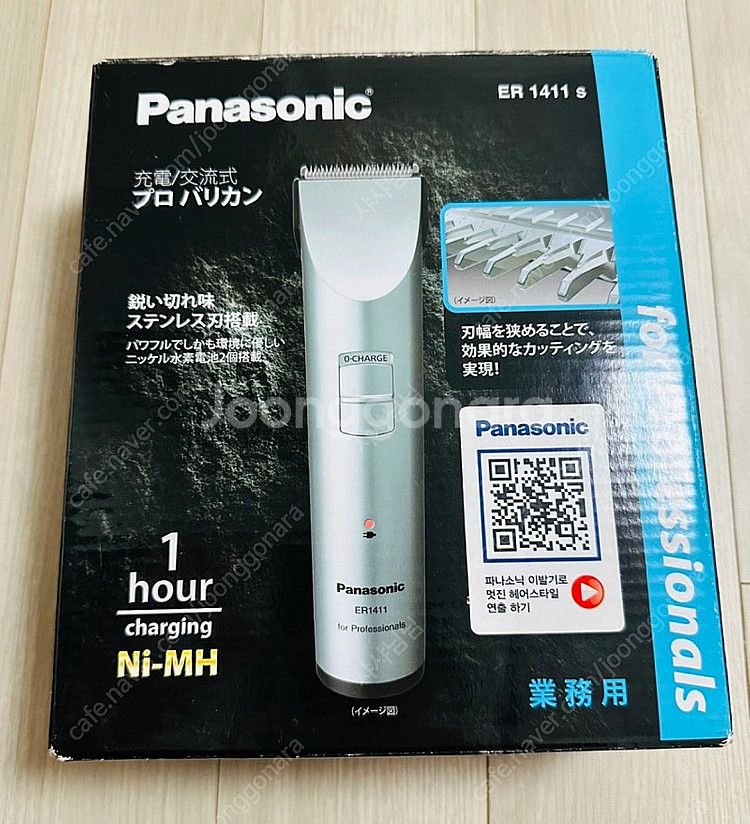 Panasonic®
ER 1411 s
充電/交流式
プロ バリカン
鋭い切れ味
ステンレス刃搭載
パワフルでしかも環境に優しい
ニッケル水素電池2個搭載
(イメージ図)
刃幅を狭めることで、
効果的なカッティングを
実現!
0-CHARGE
Panasonic
ER1411
for Professionals
(イメージ図)
1
hour
charging
Ni-MH
Panasonic
파나소닉 이발기로
멋진 헤어스타일
연출 하기
業務用
for professionals
Joonggonara
cafe.naver.com/joonggonara